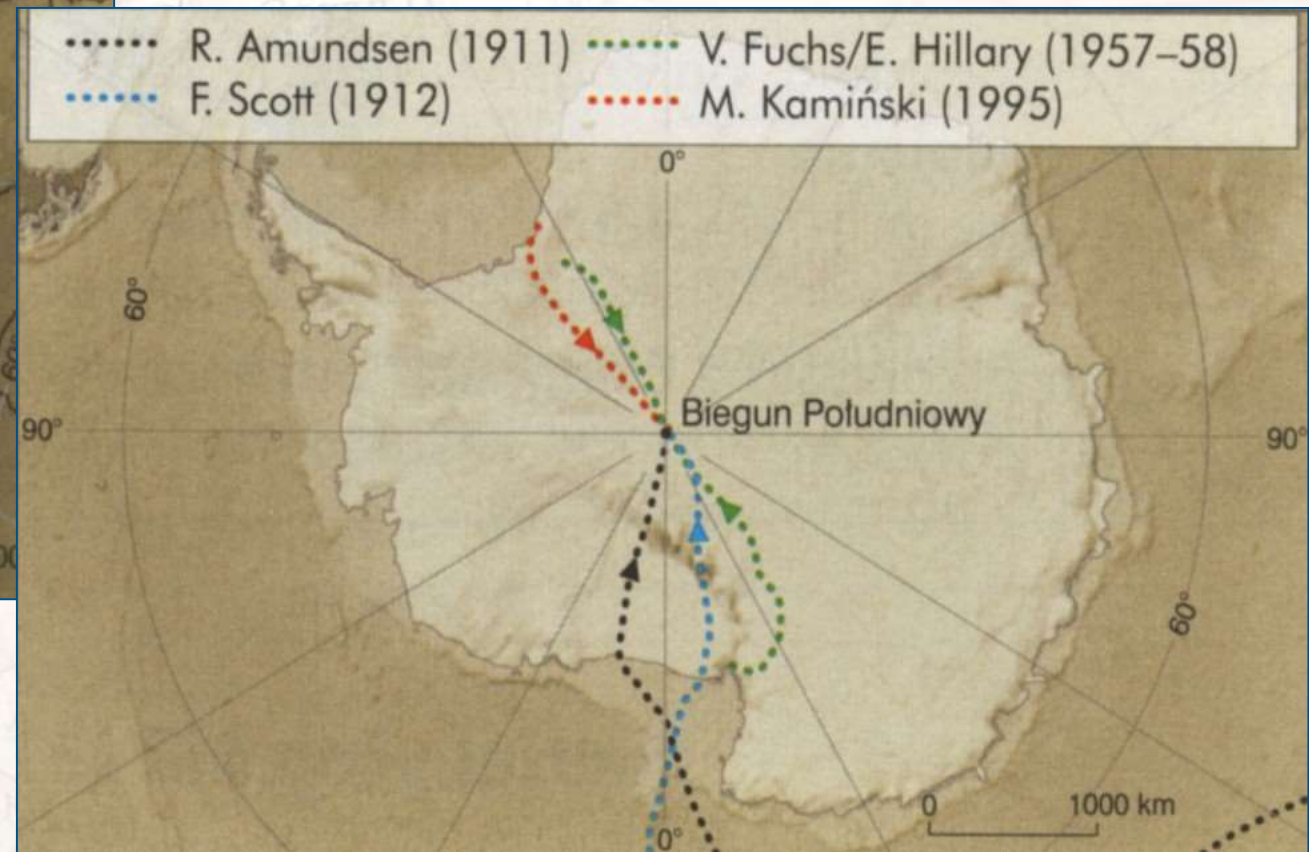 R. Amundsen (1911) V. Fuchs/E. Hillary (1957–58)
F. Scott (1912) M. Kamiński (1995)
0°
60°
60°
Biegun Południowy
90°
90°
60°
0 1000 km
0°